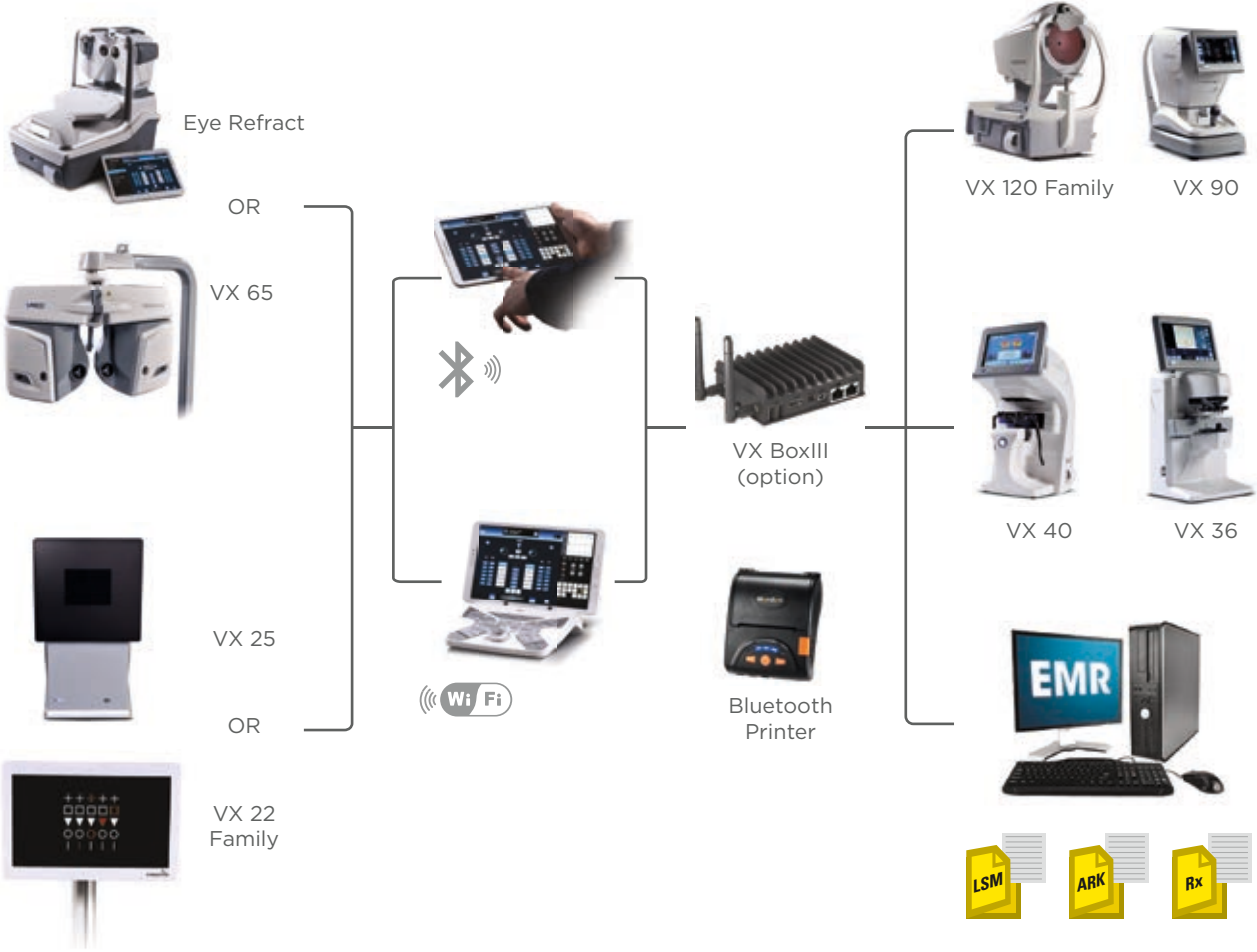 Eye Refract
OR
VX 65
VX 25
OR
VX 22
Family
Wi Fi
VX BoxIII
(option)
Bluetooth
Printer
VX 120 Family
VX 90
VX 40
VX 36
EMR
LSM
ARK
Rx